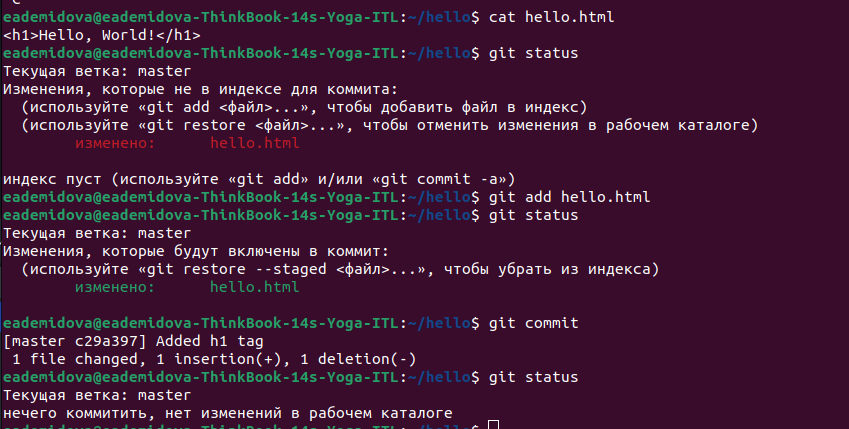 eademidova@eademidova-ThinkBook-14s-Yoga-ITL:~/hello$ cat hello.html
<h1>Hello, World!</h1>
eademidova@eademidova-ThinkBook-14s-Yoga-ITL:~/hello$ git status
Текущая ветка: master
Изменения, которые не в индексе для коммита:
  (используйте «git add <файл>...», чтобы добавить файл в индекс)
  (используйте «git restore <файл>...», чтобы отменить изменения в рабочем каталоге)
        изменено:      hello.html

индекс пуст (используйте «git add» и/или «git commit -a»)
eademidova@eademidova-ThinkBook-14s-Yoga-ITL:~/hello$ git add hello.html
eademidova@eademidova-ThinkBook-14s-Yoga-ITL:~/hello$ git status
Текущая ветка: master
Изменения, которые будут включены в коммит:
  (используйте «git restore --staged <файл>...», чтобы убрать из индекса)
        изменено:      hello.html

eademidova@eademidova-ThinkBook-14s-Yoga-ITL:~/hello$ git commit
[master c29a397] Added h1 tag
 1 file changed, 1 insertion(+), 1 deletion(-)
eademidova@eademidova-ThinkBook-14s-Yoga-ITL:~/hello$ git status
Текущая ветка: master
нечего коммитить, нет изменений в рабочем каталоге
eademidova@eademidova-ThinkBook-14s-Yoga-ITL:~/hello$